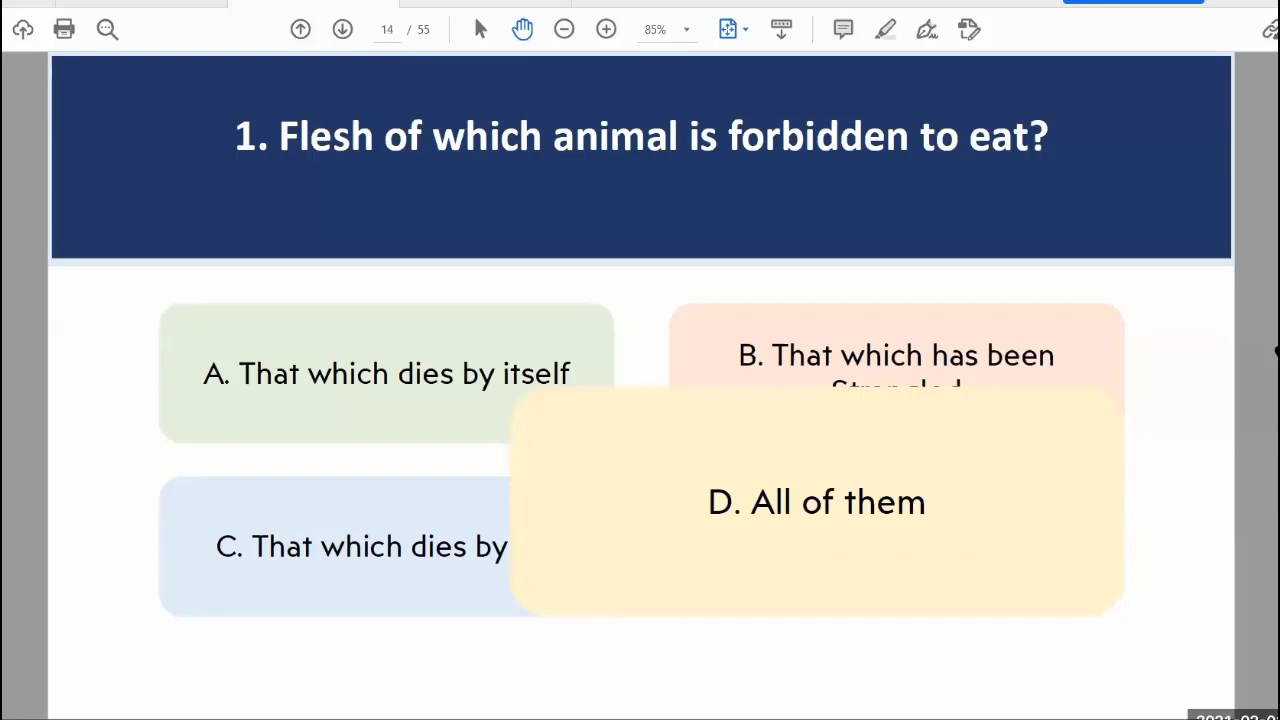 14 / 55
85%
1. Flesh of which animal is forbidden to eat?
A. That which dies by itself
B. That which has been
Strangled
C. That which dies by
D. All of them